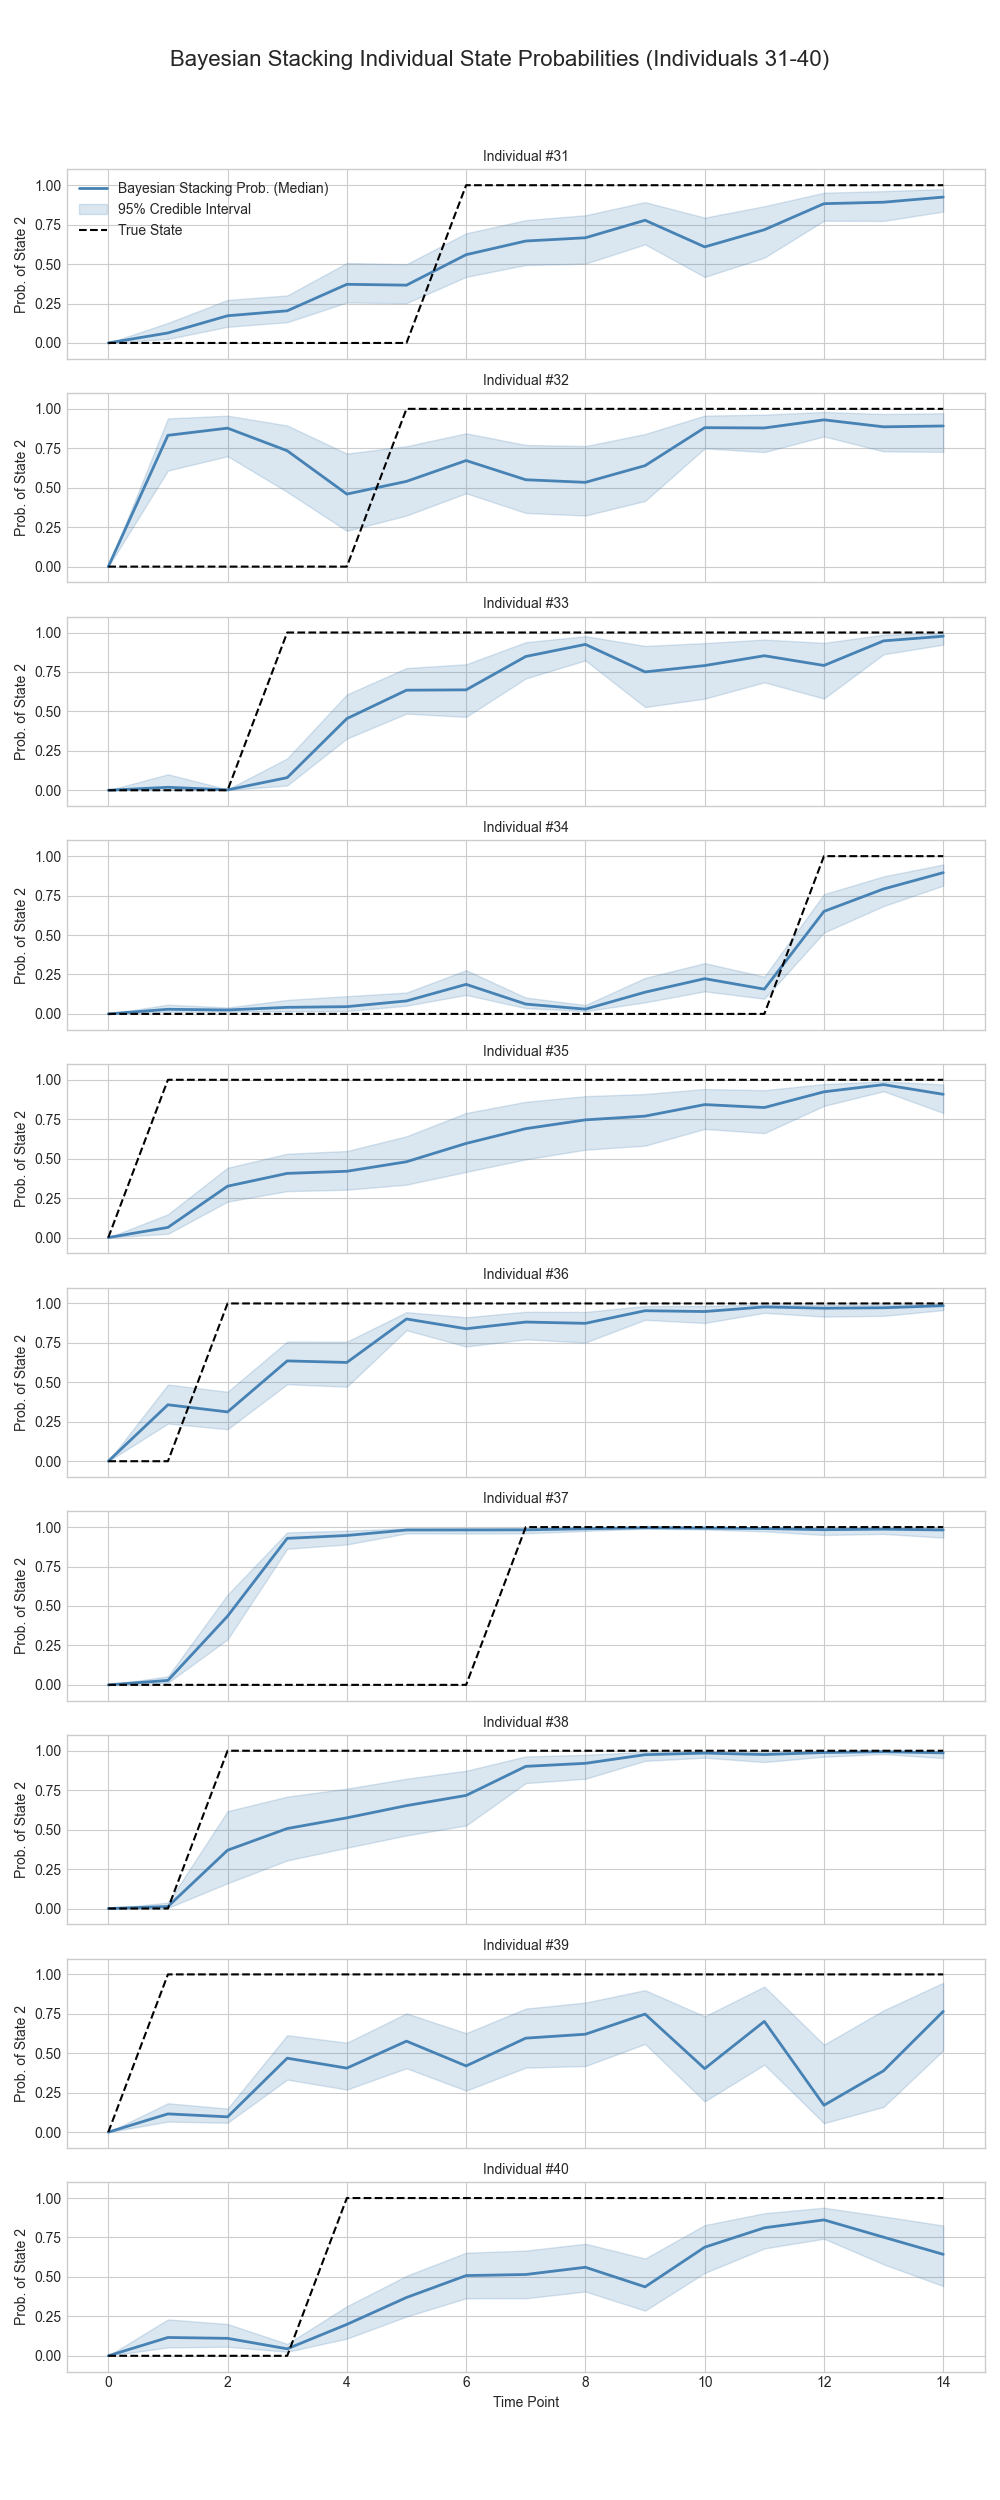 Bayesian Stacking Individual State Probabilities (Individuals 31-40)
Individual #31
1.00
0.75
0.50
0.25
0.00
Prob. of State 2
Bayesian Stacking Prob. (Median)
95% Credible Interval
True State
Individual #32
1.00
0.75
0.50
0.25
0.00
Prob. of State 2
Individual #33
1.00
0.75
0.50
0.25
0.00
Prob. of State 2
Individual #34
1.00
0.75
0.50
0.25
0.00
Prob. of State 2
Individual #35
1.00
0.75
0.50
0.25
0.00
Prob. of State 2
Individual #36
1.00
0.75
0.50
0.25
0.00
Prob. of State 2
Individual #37
1.00
0.75
0.50
0.25
0.00
Prob. of State 2
Individual #38
1.00
0.75
0.50
0.25
0.00
Prob. of State 2
Individual #39
1.00
0.75
0.50
0.25
0.00
Prob. of State 2
Individual #40
1.00
0.75
0.50
0.25
0.00
Prob. of State 2
0 2 4 6 8 10 12 14
Time Point